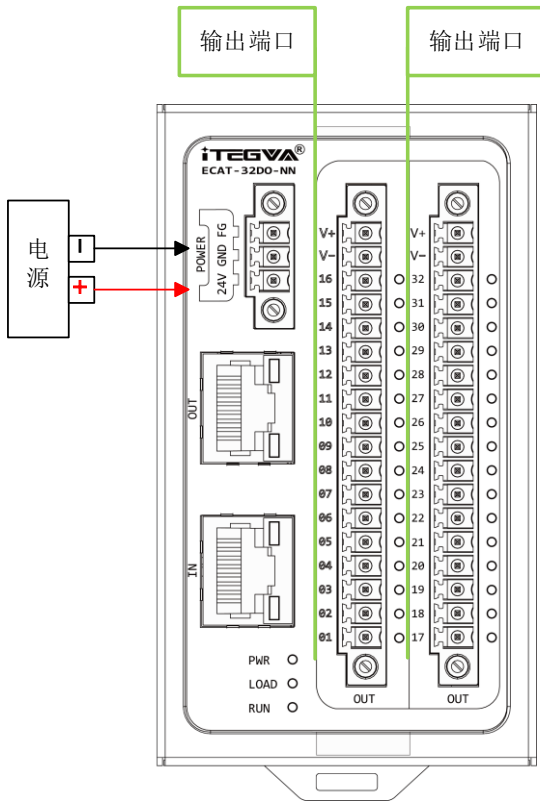 输出端口
输出端口
iTEGVA®
ECAT-32DO-NN
电源
POWER
24V GND FG
V+
V-
16
15
14
13
12
11
10
09
08
07
06
05
04
03
02
01
V+
V-
32
31
30
29
28
27
26
25
24
23
22
21
20
19
18
17
OUT
IN
PWR
LOAD
RUN
OUT
OUT